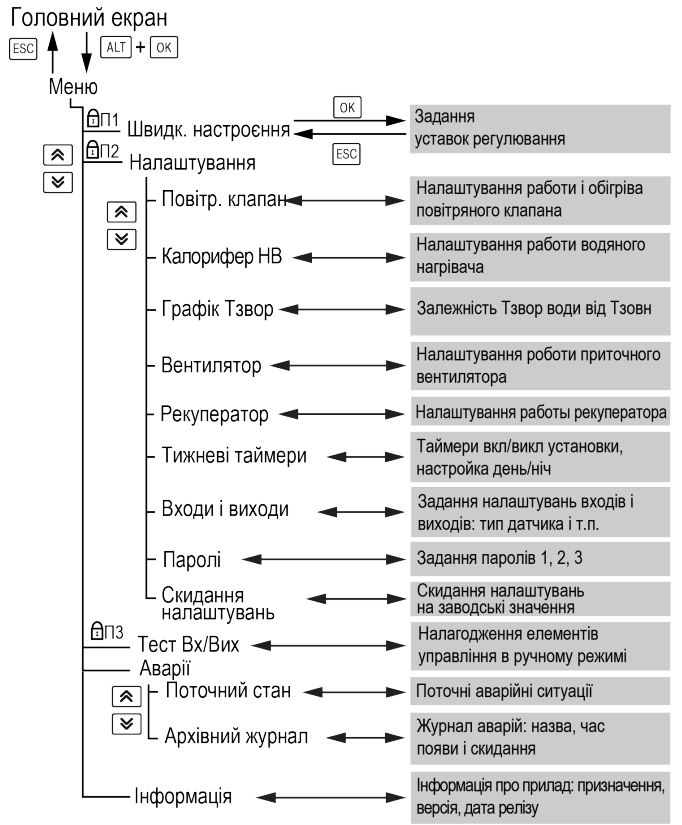 Головний екран
ESC ALT + OK
Меню
П1 Швидк. настроєння OK ESC Задання
уставок регулювання
П2 Налаштування
Повітр. клапан Налаштування работи і обігріва
повітряного клапана
Калорифер НВ Налаштування работи водяного
нагрівача
Графік Тзвор Залежність Тзвор води від Тзовн
Вентилятор Налаштування роботи приточного
вентилятора
Рекуператор Налаштування работы рекуператора
Тижневі таймери Таймери вкл/викл установки,
настройка день/ніч
Входи і виходи Задання налаштувань входів і
виходів: тип датчика і т.п.
Паролі Задання паролів 1, 2, 3
Скидання
налаштувань
Скидання налаштувань
на заводські значення
П3 Тест Вх/Вих Налагодження елементів
управління в ручному режимі
Аварії
Поточний стан Поточні аварійні ситуації
Архівний журнал Журнал аварій: назва, час
появи і скидання
Інформація Інформація про прилад: призначення,
версія, дата релізу